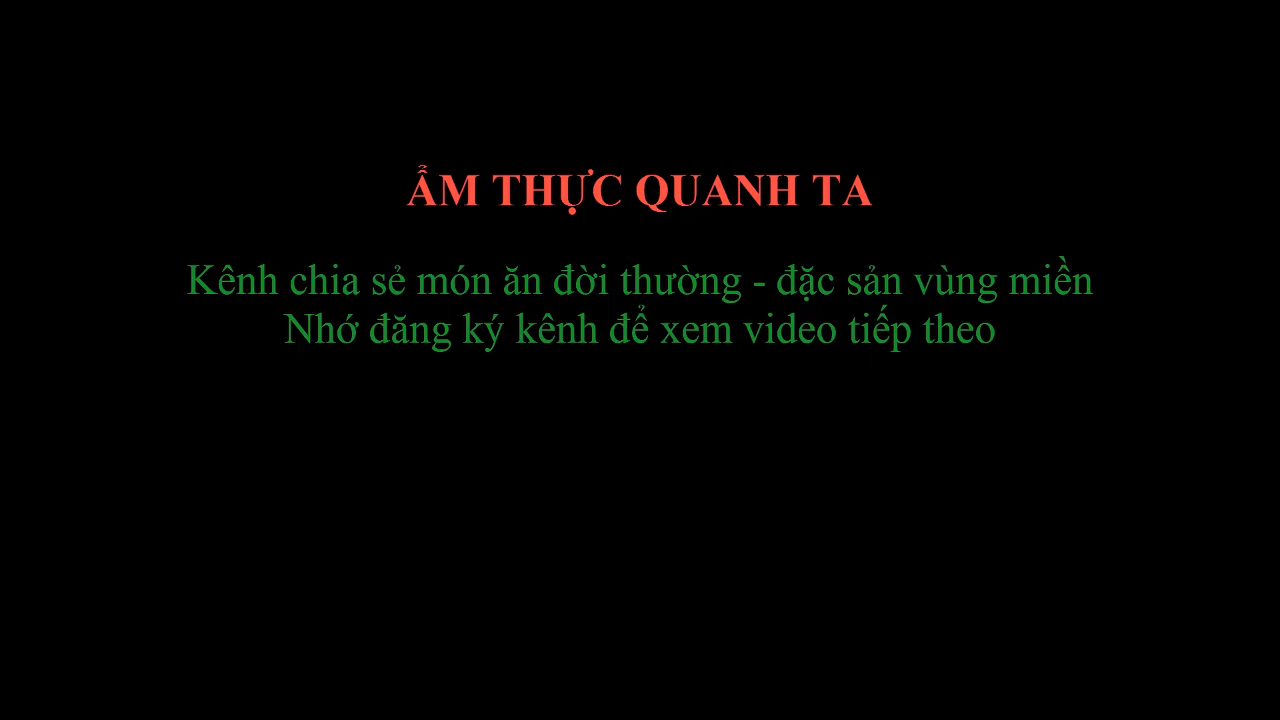 ẨM THỰC QUANH TA
Kênh chia sẻ món ăn đời thường - đặc sản vùng miền
Nhớ đăng ký kênh để xem video tiếp theo